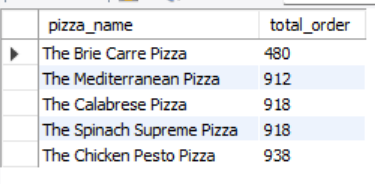 pizza_name total_order
The Brie Carre Pizza 480
The Mediterranean Pizza 912
The Calabrese Pizza 918
The Spinach Supreme Pizza 918
The Chicken Pesto Pizza 938